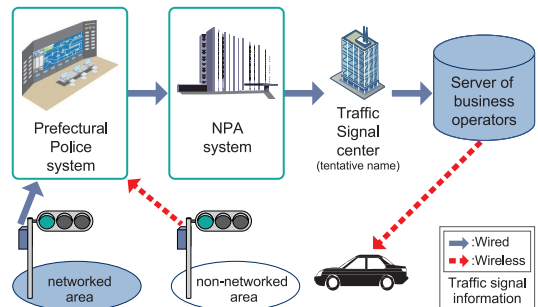 Prefectural
Police
system
NPA
system
Traffic
Signal
center
(tentative name)
Server of
business
operators
networked
area
non-networked
area
:Wired
:Wireless
Traffic signal
information